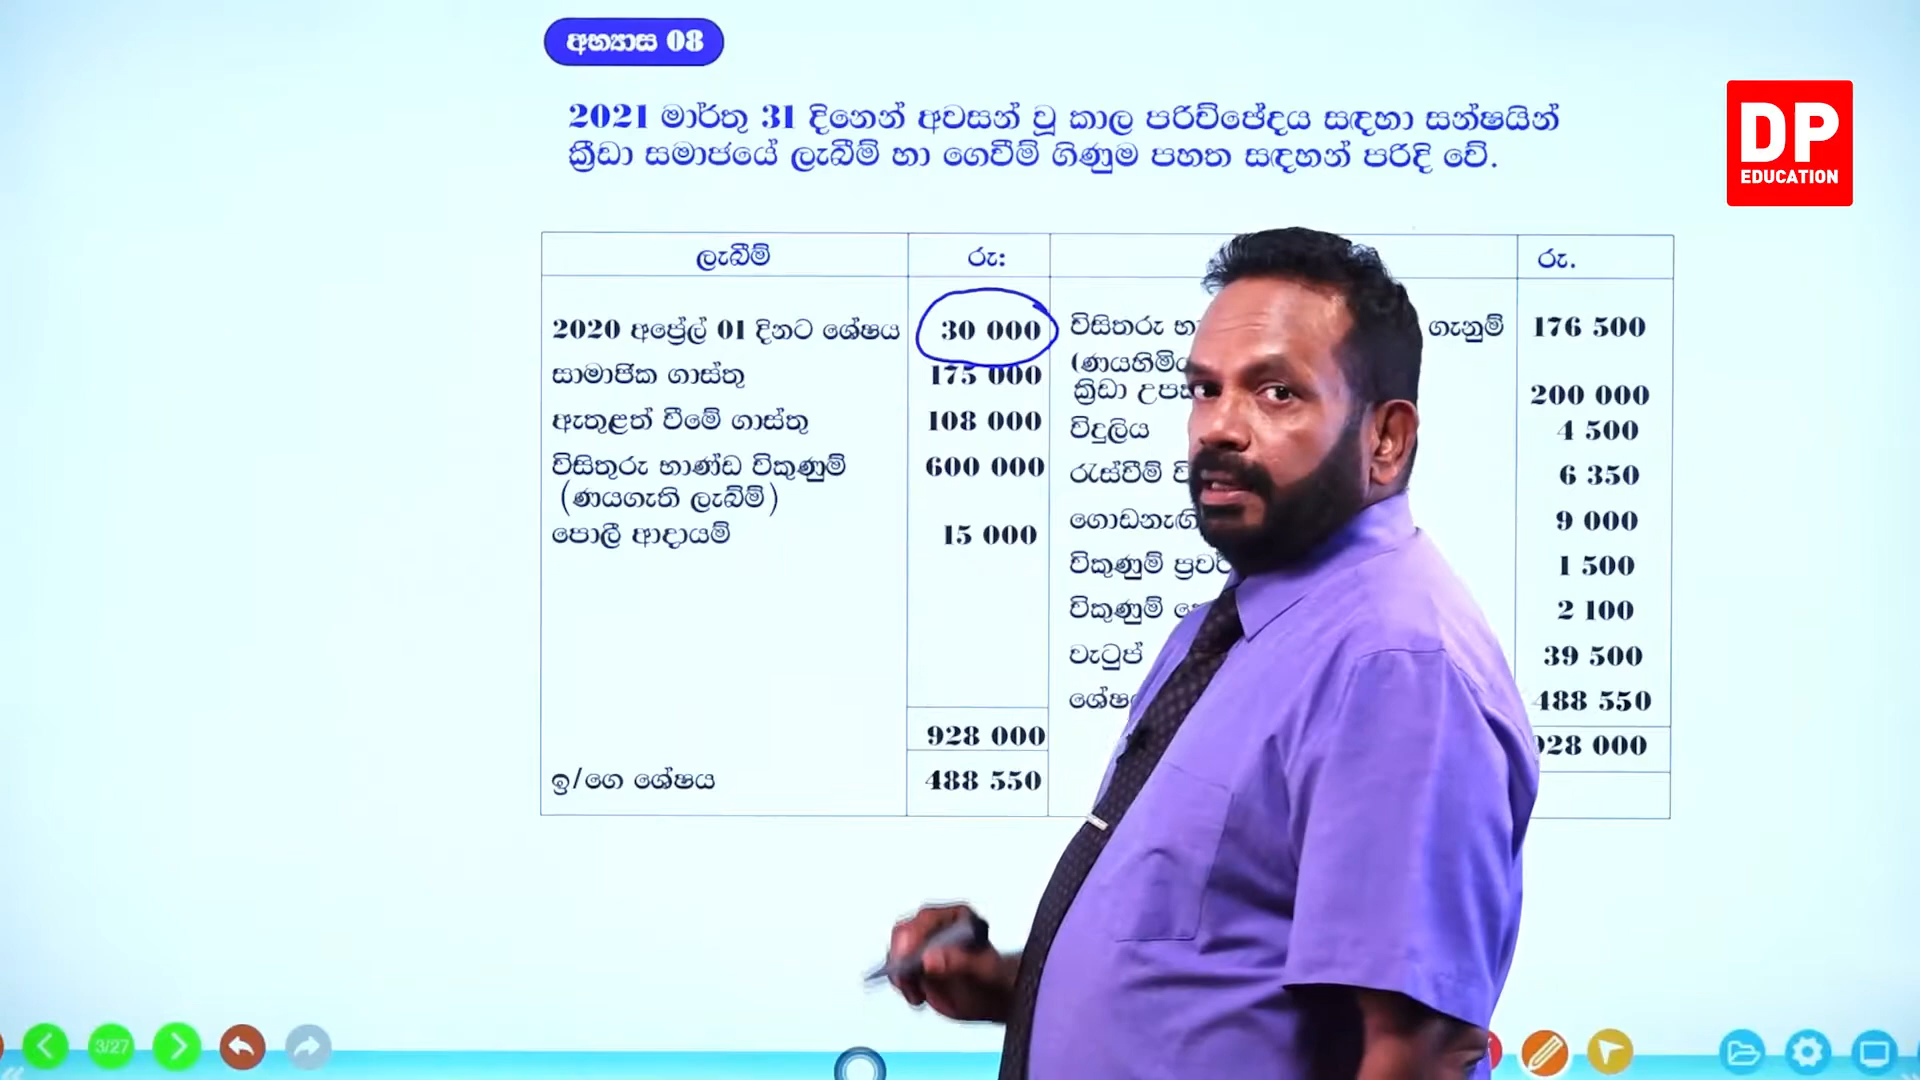 අභ්‍යාස 08
DP
EDUCATION
2021 මාර්තු 31 දිනෙන් අවසන් වූ කාල පරිච්ඡේදය සඳහා සන්ෂයින්
ක්‍රීඩා සමාජයේ ලැබීම් හා ගෙවීම් ගිණුම පහත සඳහන් පරිදි වේ.
ලැබීම් රු: රු.
2020 අප්‍රේල් 01 දිනට ශේෂය 30 000 විසිතරු ගැනුම් 176 500
සාමාජික ගාස්තු 175 000
ක්‍රිඩා 200 000
ඇතුළත් වීමේ ගාස්තු 108 000 විදුලිය 4 500
විසිතුරු භාණ්ඩ විකුණුම් 600 000 රැස්වීම් 6 350
(ණයගැති ලැබීම්)
9 000
පොලී ආදායම් 15 000
විකුණුම් 1 500
විකුණුම් 2 100
වැටුප් 39 500
488 550
928 000 928 000
ඉ/ගෙ ශේෂය 488 550
3/27